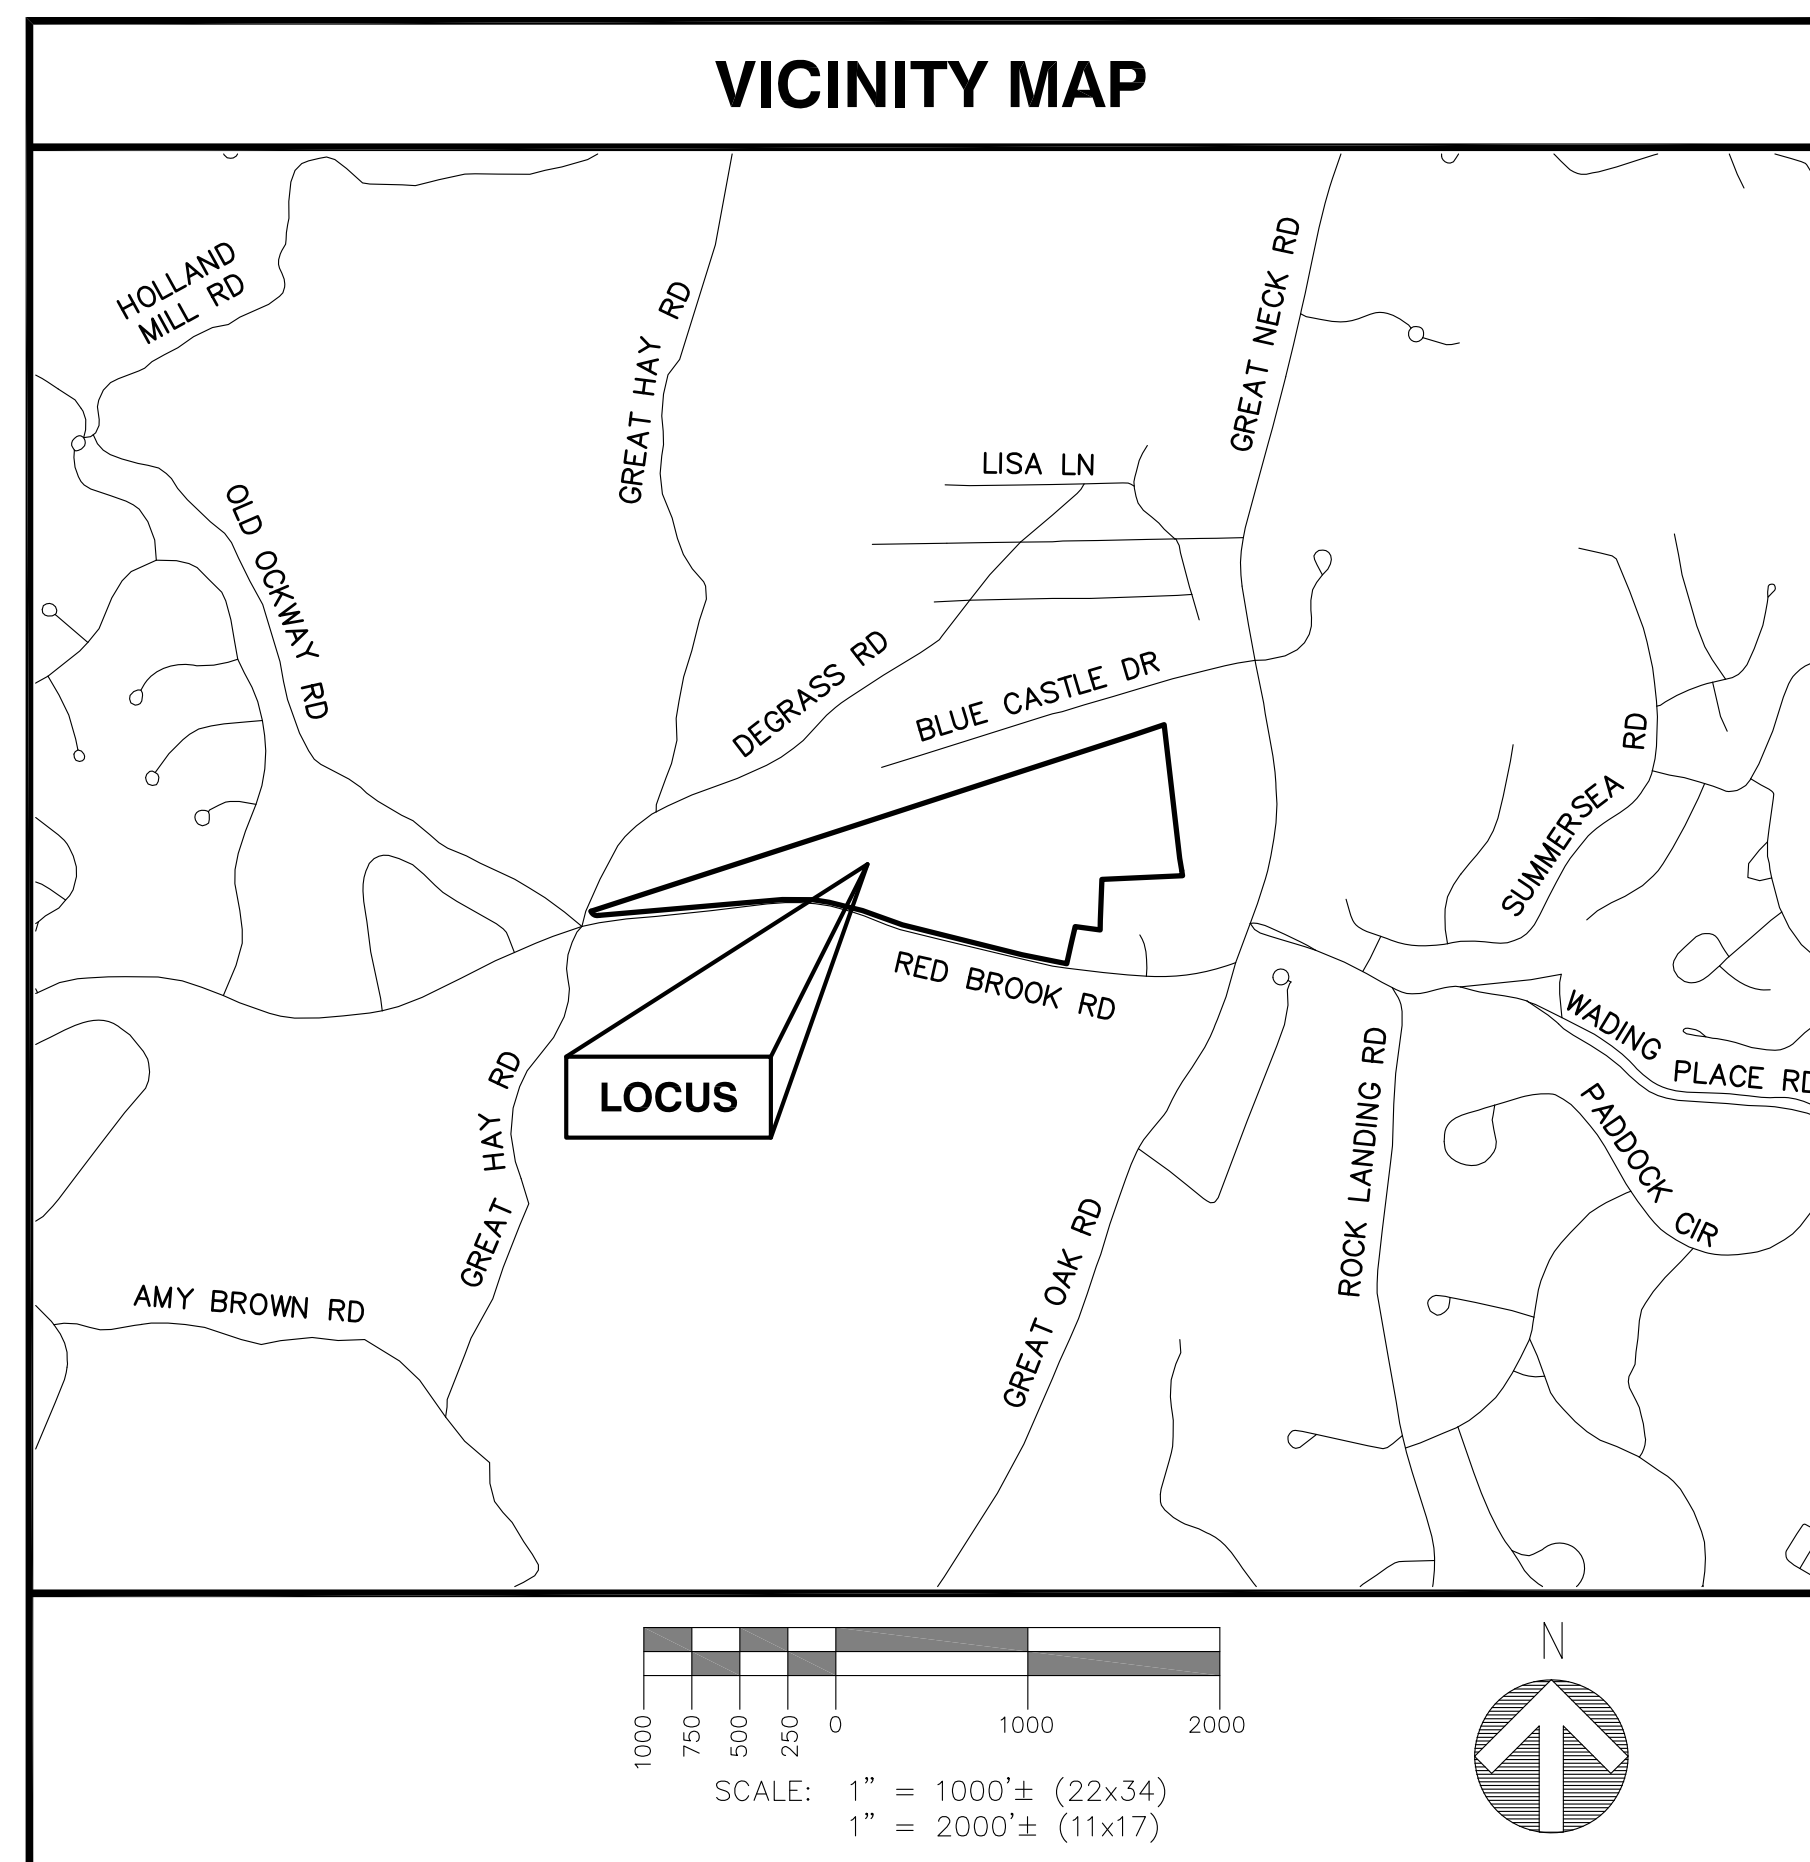 VICINITY MAP
HOLLAND
MILL RD
GREAT HAY RD
GREAT NECK RD
LISA LN
OLD OCKWAY RD
DEGRASS RD
BLUE CASTLE DR
SUMMERSEA RD
RED BROOK RD
WADING PLACE RD
LOCUS
GREAT HAY RD
ROCK LANDING RD
PADDOCK CIR
GREAT OAK RD
AMY BROWN RD
1000 750 500 250 0 1000 2000
SCALE: 1" = 1000'± (22x34)
1" = 2000'± (11x17)
N